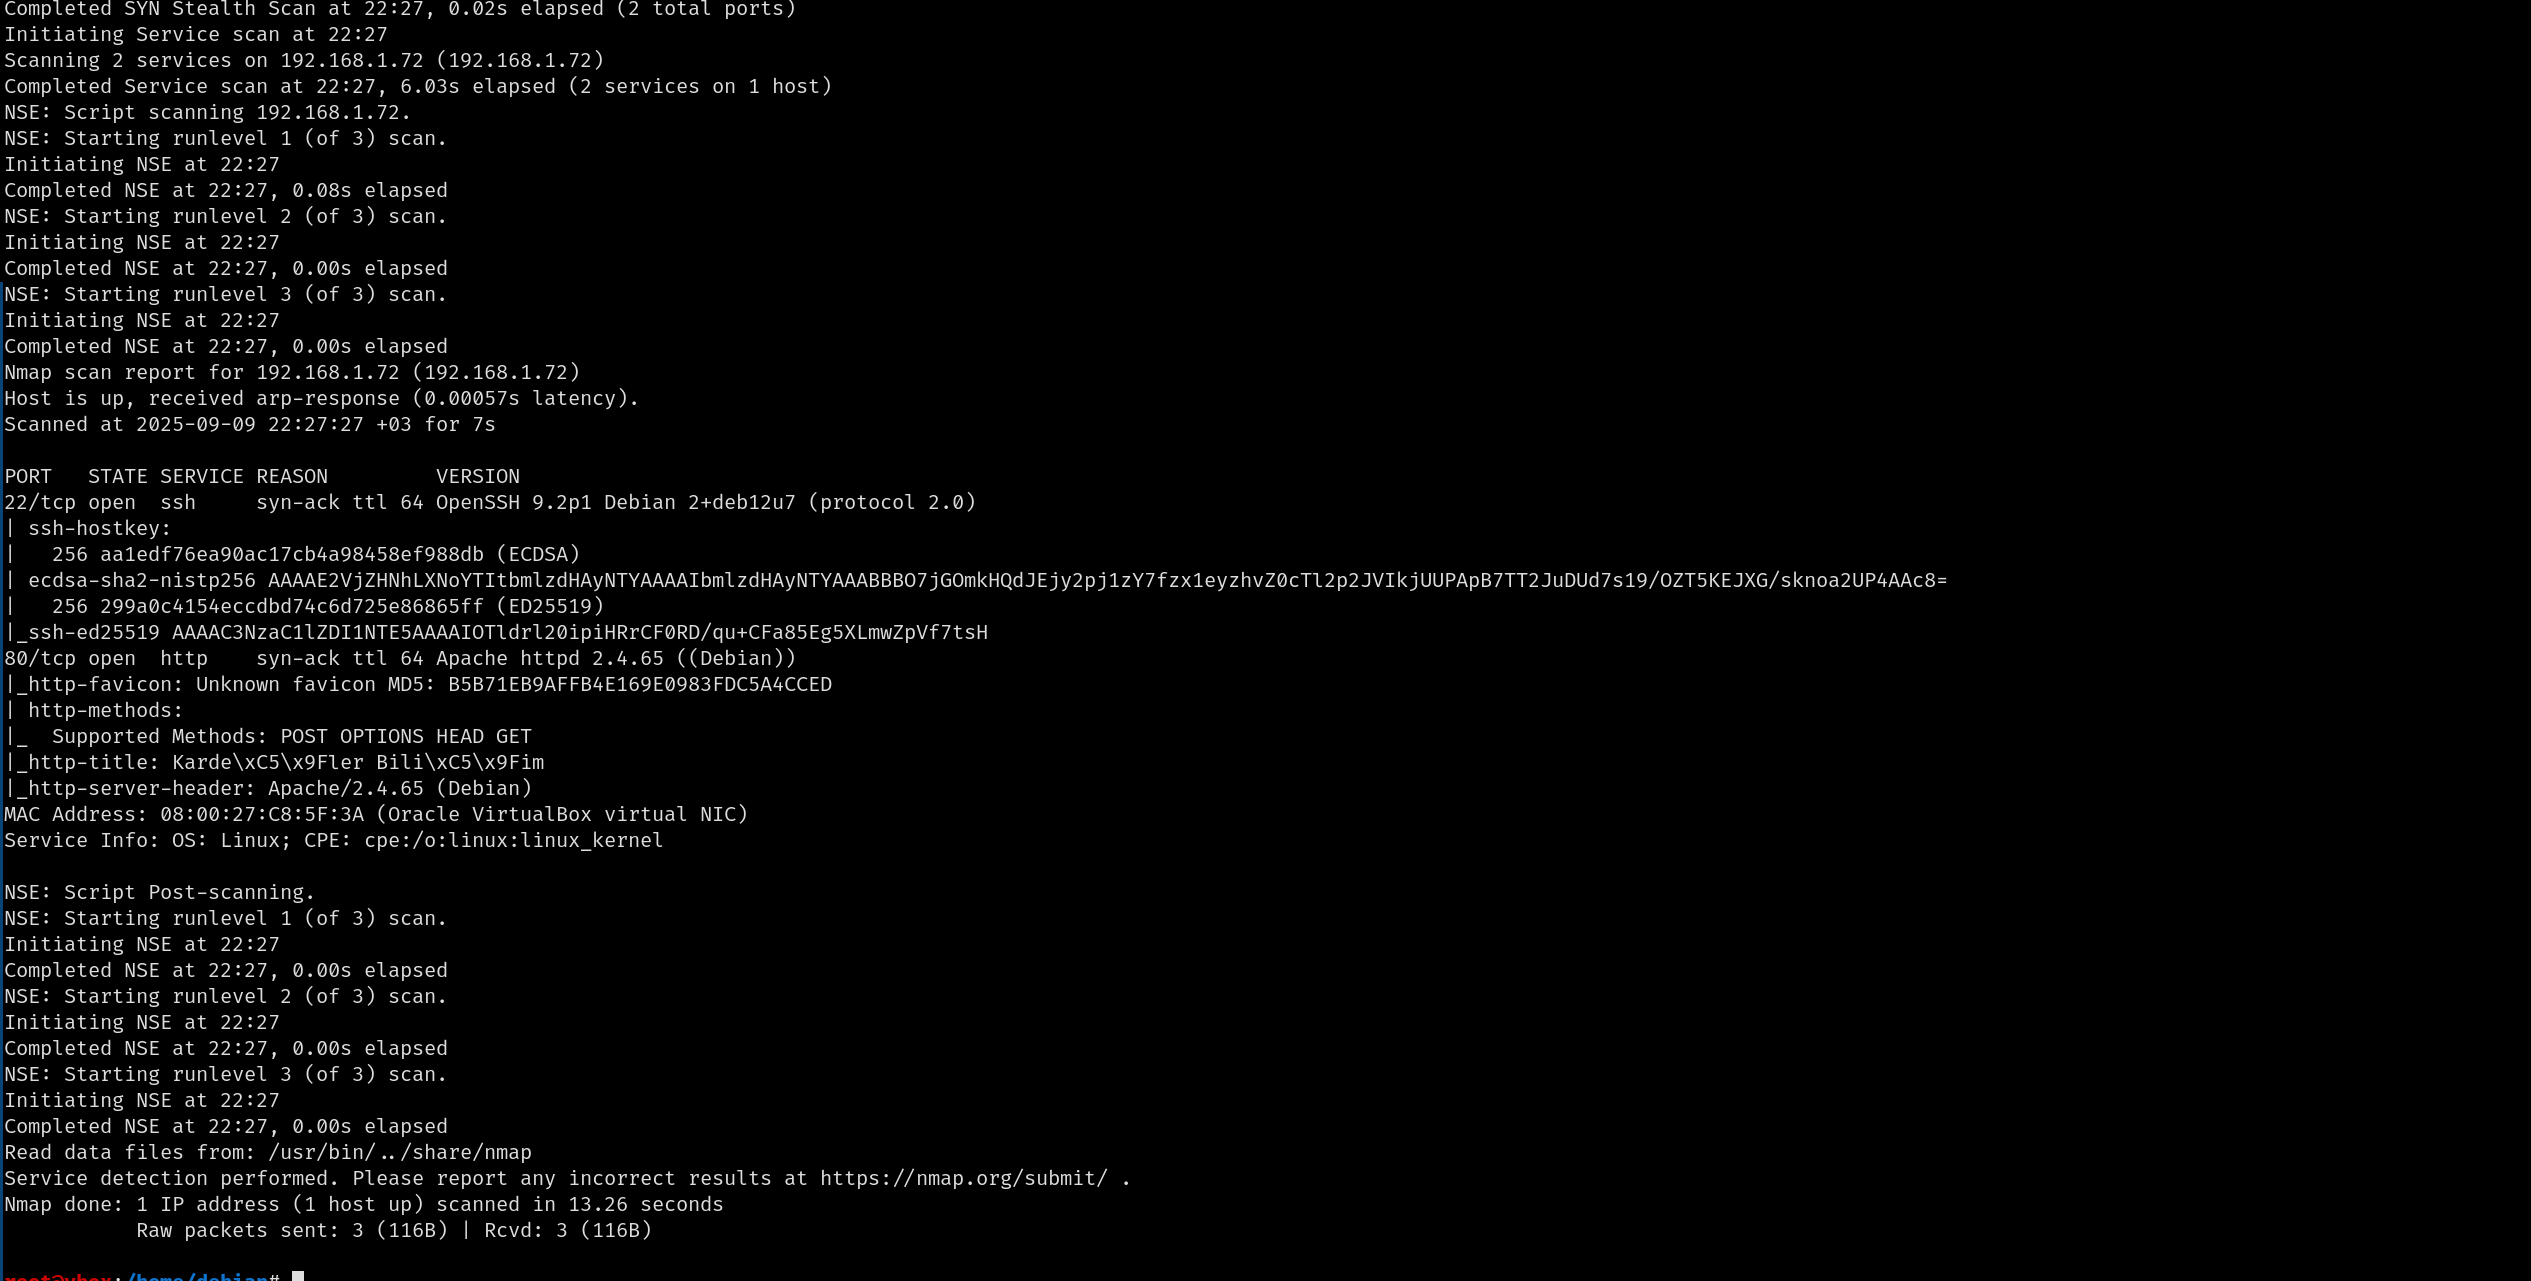 Completed SYN Stealth Scan at 22:27, 0.02s elapsed (2 total ports)
Initiating Service scan at 22:27
Scanning 2 services on 192.168.1.72 (192.168.1.72)
Completed Service scan at 22:27, 6.03s elapsed (2 services on 1 host)
NSE: Script scanning 192.168.1.72.
NSE: Starting runlevel 1 (of 3) scan.
Initiating NSE at 22:27
Completed NSE at 22:27, 0.08s elapsed
NSE: Starting runlevel 2 (of 3) scan.
Initiating NSE at 22:27
Completed NSE at 22:27, 0.00s elapsed
NSE: Starting runlevel 3 (of 3) scan.
Initiating NSE at 22:27
Completed NSE at 22:27, 0.00s elapsed
Nmap scan report for 192.168.1.72 (192.168.1.72)
Host is up, received arp-response (0.00057s latency).
Scanned at 2025-09-09 22:27:27 +03 for 7s

PORT   STATE SERVICE REASON         VERSION
22/tcp open  ssh     syn-ack ttl 64 OpenSSH 9.2p1 Debian 2+deb12u7 (protocol 2.0)
| ssh-hostkey:
|   256 aa1edf76ea90ac17cb4a98458ef988db (ECDSA)
| ecdsa-sha2-nistp256 AAAAE2VjZHNhLXNoYTItbmlzdHAyNTYAAAAIbmlzdHAyNTYAAABBBO7jGOmkHQdJEjy2pj1zY7fzx1eyzhvZ0cTl2p2JVIkjUUPApB7TT2JuDUd7s19/OZT5KEJXG/sknoa2UP4AAc8=
|   256 299a0c4154eccdbd74c6d725e86865ff (ED25519)
|_ssh-ed25519 AAAAC3NzaC1lZDI1NTE5AAAAIOTldrl20ipiHRrCF0RD/qu+CFa85Eg5XLmwZpVf7tsH
80/tcp open  http    syn-ack ttl 64 Apache httpd 2.4.65 ((Debian))
|_http-favicon: Unknown favicon MD5: B5B71EB9AFFB4E169E0983FDC5A4CCED
| http-methods:
|_  Supported Methods: POST OPTIONS HEAD GET
|_http-title: Karde\xC5\x9Fler Bili\xC5\x9Fim
|_http-server-header: Apache/2.4.65 (Debian)
MAC Address: 08:00:27:C8:5F:3A (Oracle VirtualBox virtual NIC)
Service Info: OS: Linux; CPE: cpe:/o:linux:linux_kernel

NSE: Script Post-scanning.
NSE: Starting runlevel 1 (of 3) scan.
Initiating NSE at 22:27
Completed NSE at 22:27, 0.00s elapsed
NSE: Starting runlevel 2 (of 3) scan.
Initiating NSE at 22:27
Completed NSE at 22:27, 0.00s elapsed
NSE: Starting runlevel 3 (of 3) scan.
Initiating NSE at 22:27
Completed NSE at 22:27, 0.00s elapsed
Read data files from: /usr/bin/../share/nmap
Service detection performed. Please report any incorrect results at https://nmap.org/submit/ .
Nmap done: 1 IP address (1 host up) scanned in 13.26 seconds
           Raw packets sent: 3 (116B) | Rcvd: 3 (116B)

root@vbox:/home/debian#